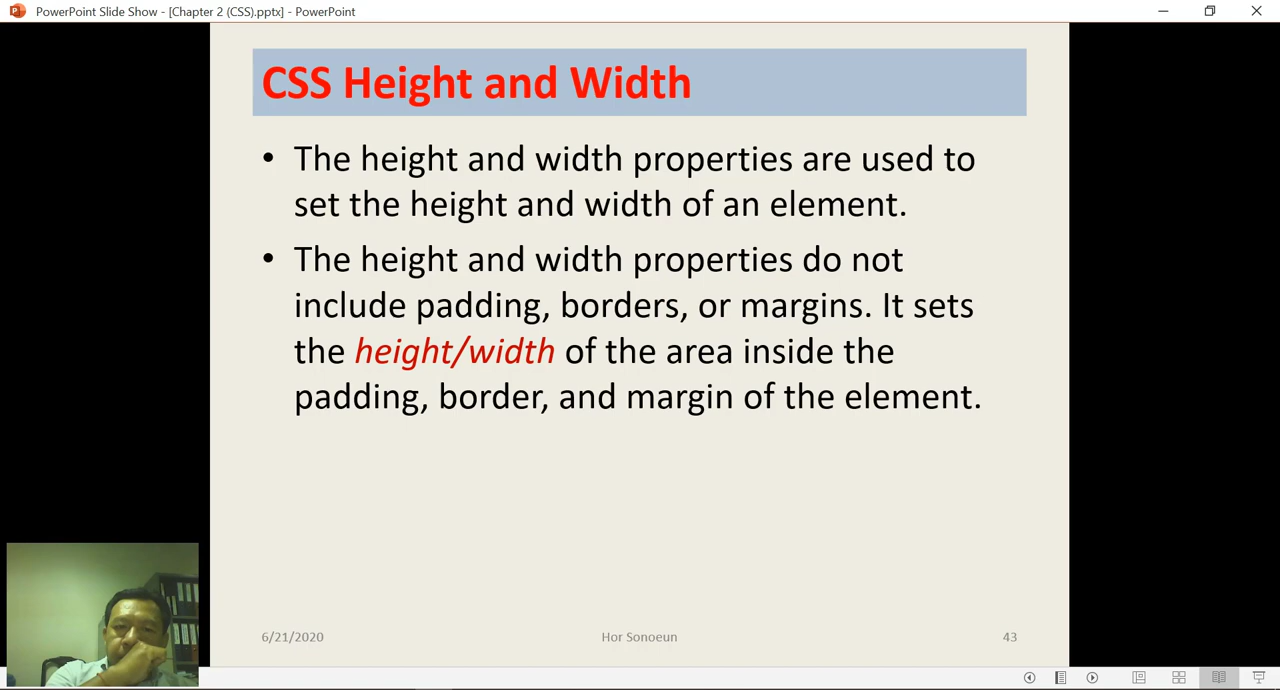 PowerPoint Slide Show - [Chapter 2 (CSS).pptx] - PowerPoint
CSS Height and Width
• The height and width properties are used to
set the height and width of an element.
• The height and width properties do not
include padding, borders, or margins. It sets
the height/width of the area inside the
padding, border, and margin of the element.
6/21/2020
Hor Sonoeun
43